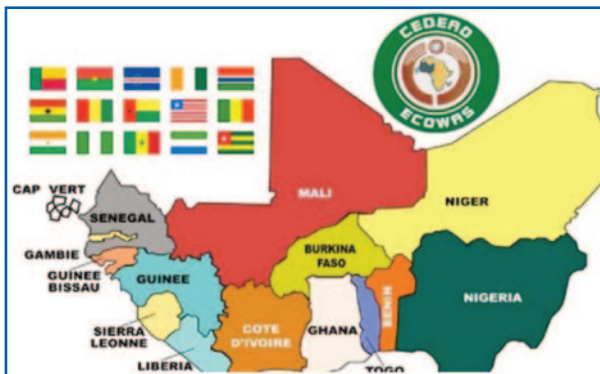 CEDEAO
ECOWAS
MALI
NIGER
CAP VERT
SENEGAL
BURKINA
FASO
GAMBIE
GUINEE
BISSAU
GUINEE
NIGERIA
BENIN
SIERRA
LEONNE
COTE
D'IVOIRE
GHANA
LIBERIA
TOGO